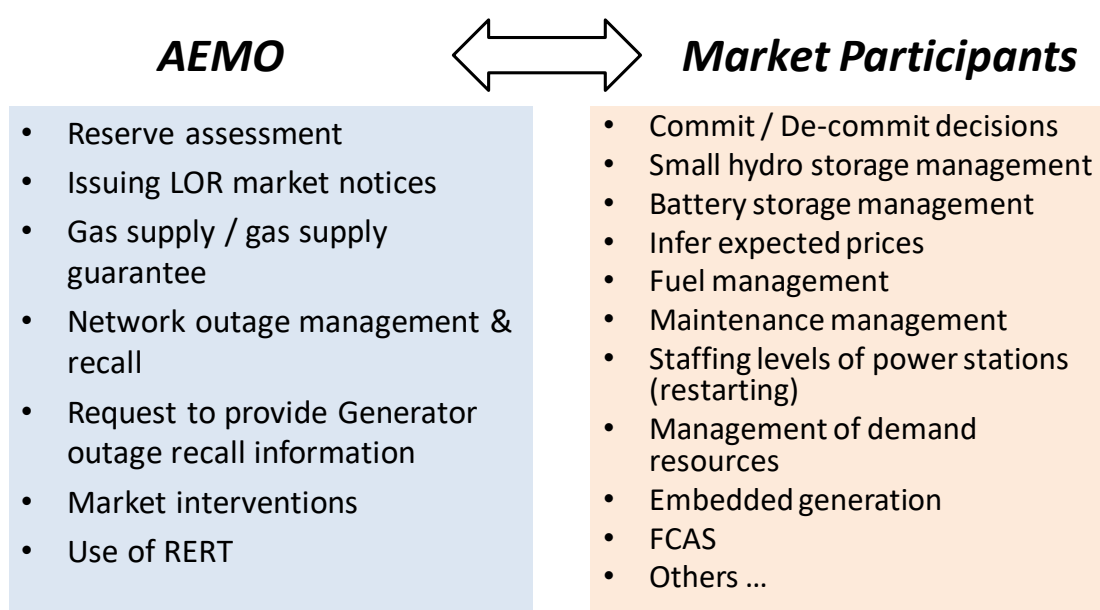 AEMO
Market Participants
• Reserve assessment
• Issuing LOR market notices
• Gas supply / gas supply
guarantee
• Network outage management &
recall
• Request to provide Generator
outage recall information
• Market interventions
• Use of RERT
• Commit / De-commit decisions
• Small hydro storage management
• Battery storage management
• Infer expected prices
• Fuel management
• Maintenance management
• Staffing levels of power stations
(restarting)
• Management of demand
resources
• Embedded generation
• FCAS
• Others ...